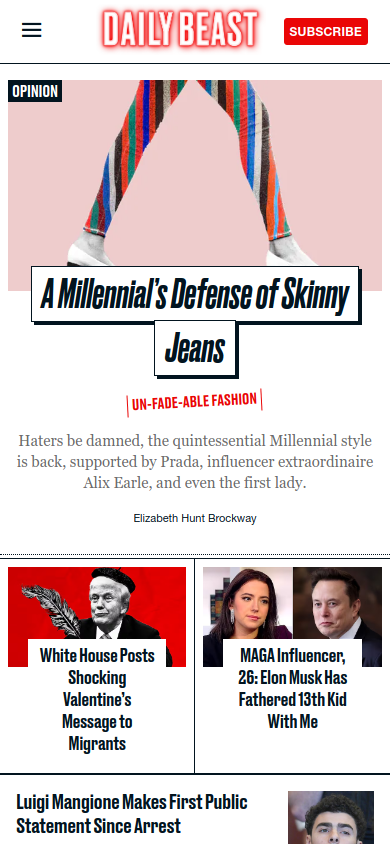 DAILY BEAST
SUBSCRIBE
OPINION
A Millennial's Defense of Skinny
Jeans
UN-FADE-ABLE FASHION
Haters be damned, the quintessential Millennial style
is back, supported by Prada, influencer extraordinaire
Alix Earle, and even the first lady.
Elizabeth Hunt Brockway
White House Posts
Shocking
Valentine's
Message to
Migrants
MAGA Influencer,
26: Elon Musk Has
Fathered 13th Kid
With Me
Luigi Mangione Makes First Public
Statement Since Arrest